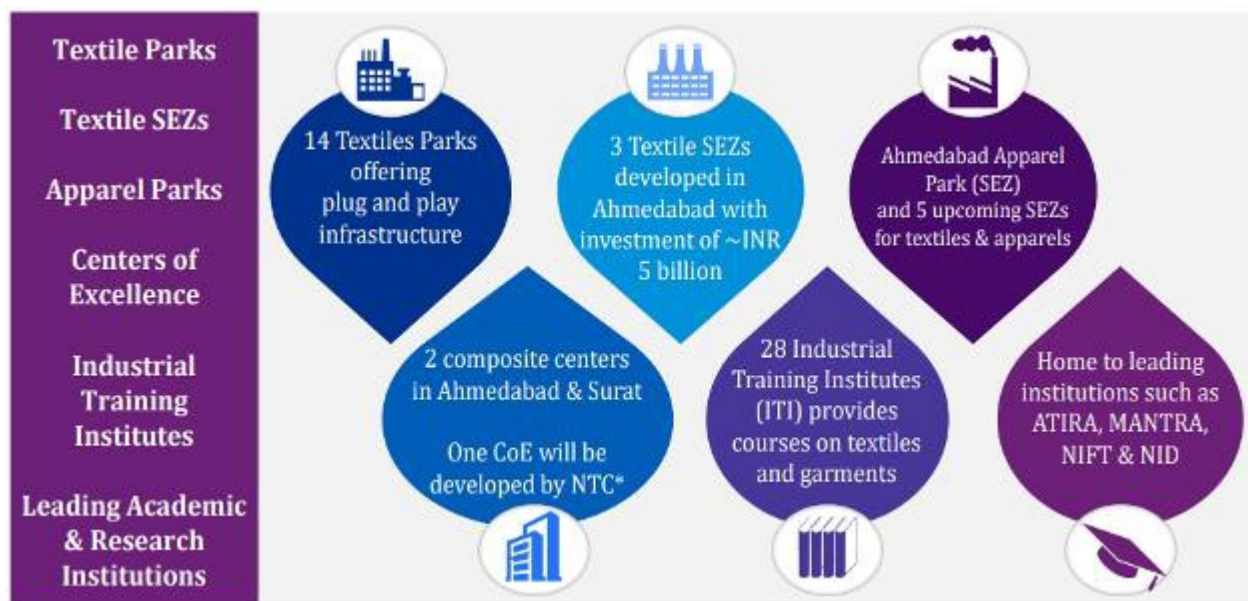 Textile Parks
Textile SEZs
Apparel Parks
Centers of
Excellence
Industrial
Training
Institutes
Leading Academic
& Research
Institutions
14 Textiles Parks
offering
plug and play
infrastructure
3 Textile SEZs
developed in
Ahmedabad with
investment of ~INR
5 billion
Ahmedabad Apparel
Park (SEZ)
and 5 upcoming SEZs
for textiles & apparels
2 composite centers
in Ahmedabad & Surat
One CoE will be
developed by NTC*
28 Industrial
Training Institutes
(ITI) provides
courses on textiles
and garments
Home to leading
institutions such as
ATIRA, MANTRA,
NIFT & NID